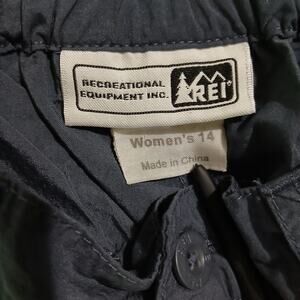 RECREATIONAL
EQUIPMENT INC.
REI®
Women's 14
Made in China